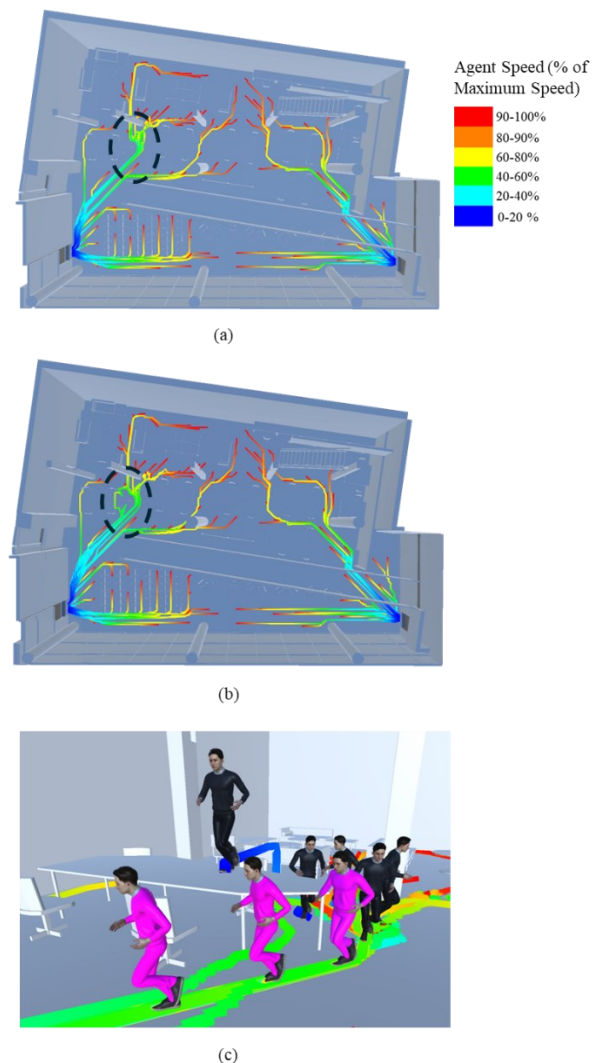 Agent Speed (% of
Maximum Speed)
90-100%
80-90%
60-80%
40-60%
20-40%
0-20 %
(a)
(b)
(c)